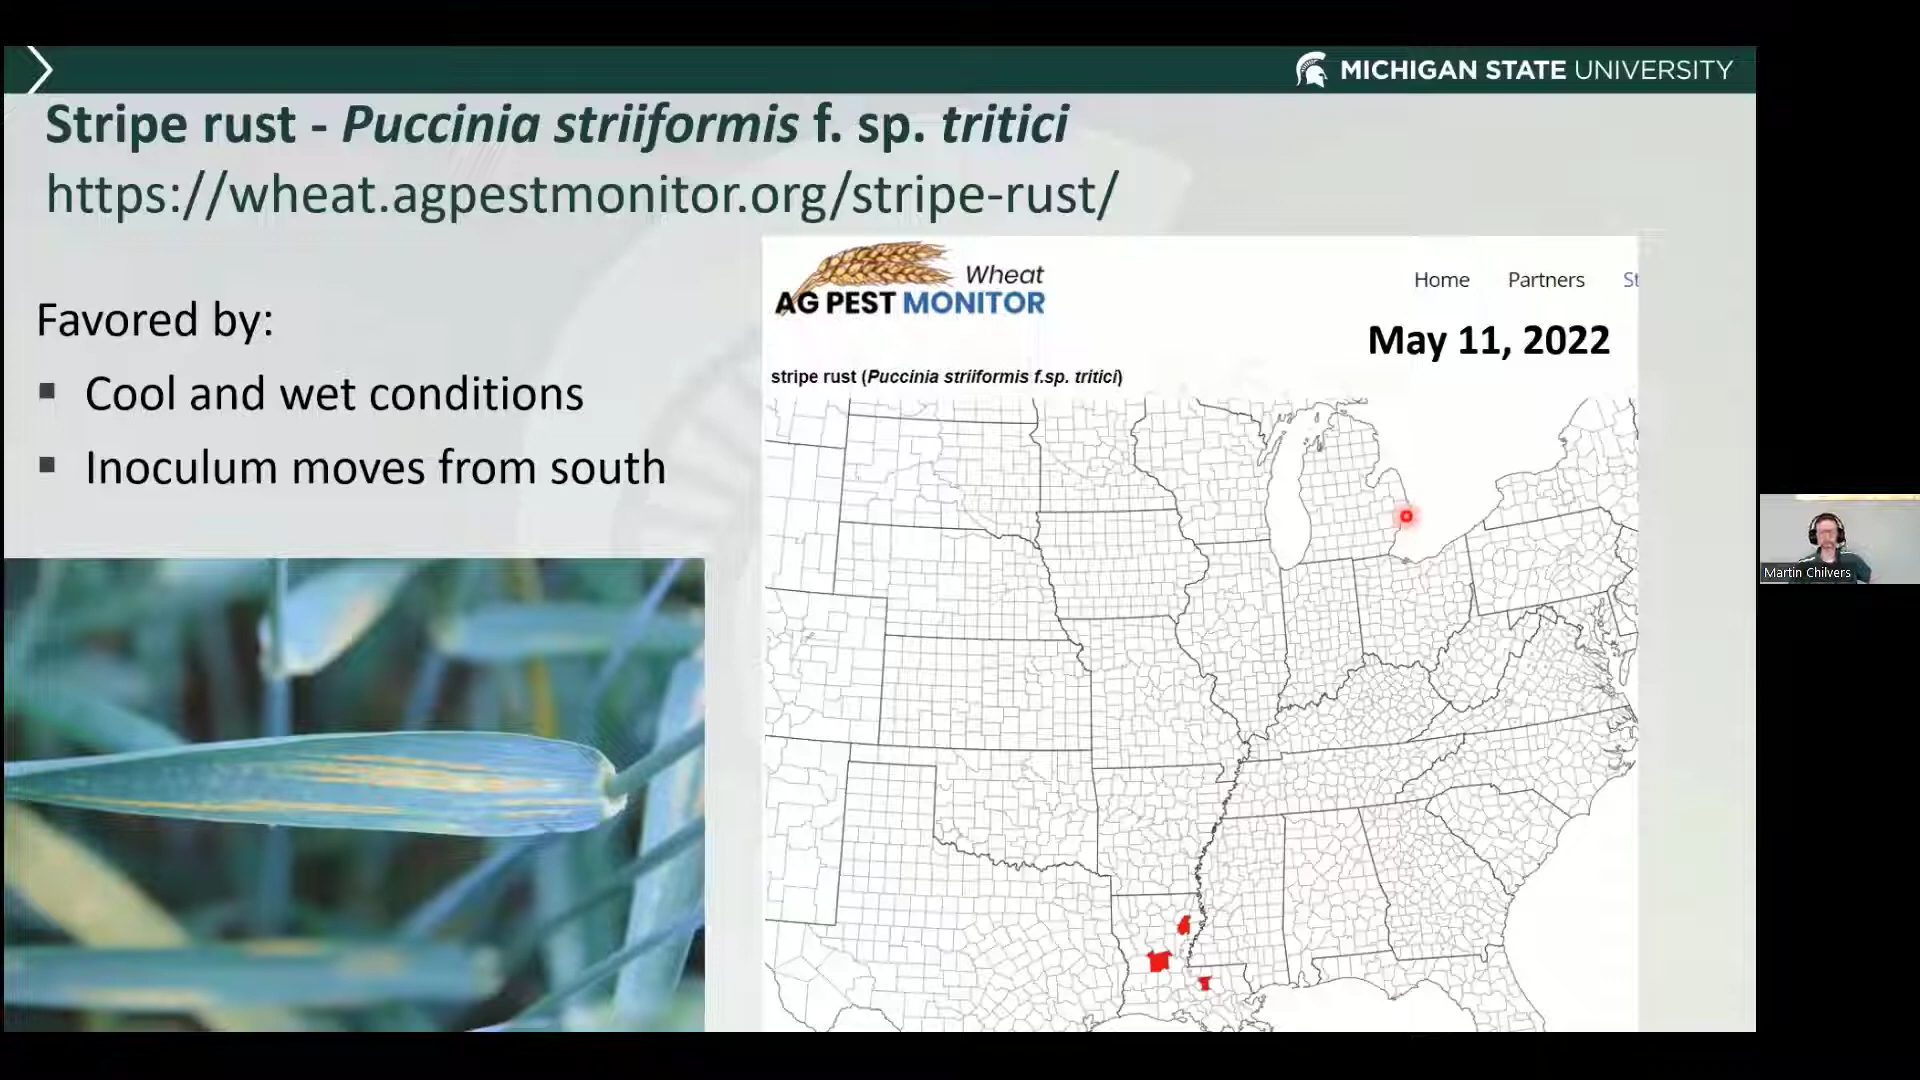 MICHIGAN STATE UNIVERSITY
Stripe rust - Puccinia striiformis f. sp. tritici
https://wheat.agpestmonitor.org/stripe-rust/
Favored by:
Cool and wet conditions
Inoculum moves from south
Wheat
AG PEST MONITOR
Home Partners St
May 11, 2022
stripe rust (Puccinia striiformis f.sp. tritici)
Martin Chilvers